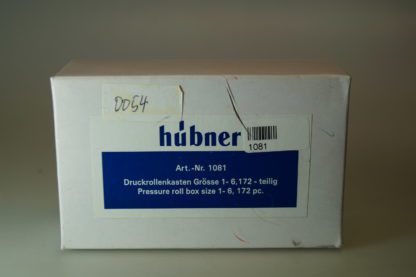 0054
hübner
1081
Art.-Nr. 1081
Druckrollenkasten Grösse 1- 6,172 - teilig
Pressure roll box size 1- 6, 172 pc.